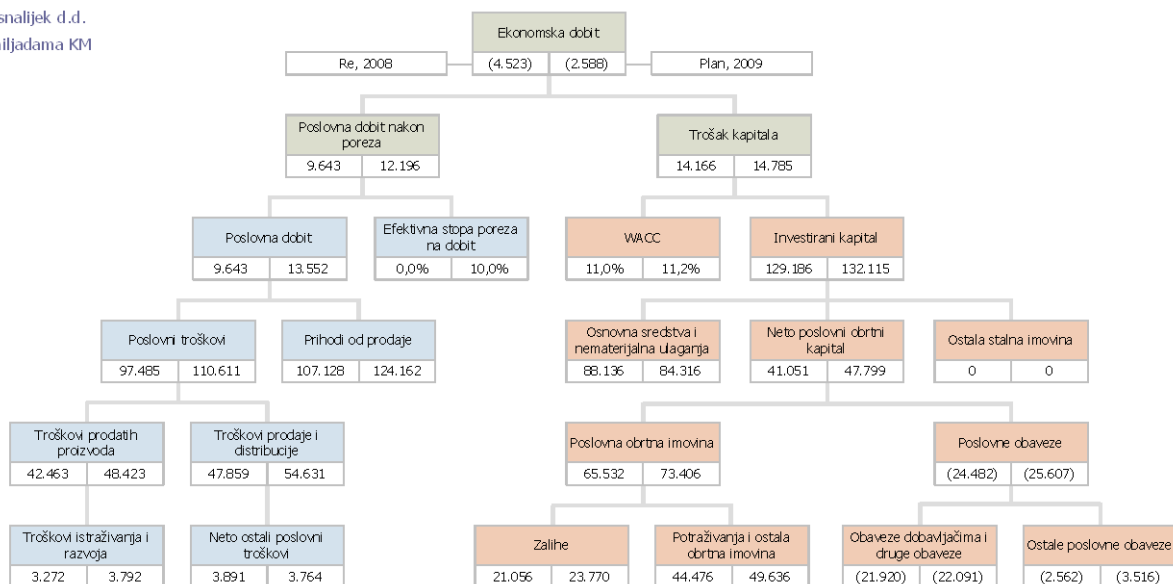 snalijek d.d.
iljadama KM
Ekonomska dobit
Re, 2008
(4.523)
(2.588)
Plan, 2009
Poslovna dobit nakon
poreza
9.643
12.196
Trošak kapitala
14.166
14.785
Poslovna dobit
9.643
13.552
Efektivna stopa poreza
na dobit
0,0%
10,0%
WACC
11,0%
11,2%
Investirani kapital
129.186
132.115
Poslovni troškovi
97.485
110.611
Prihodi od prodaje
107.128
124.162
Osnovna sredstva i
nematerijalna ulaganja
88.136
84.316
Neto poslovni obrtni
kapital
41.051
47.799
Ostala stalna imovina
0
0
Troškovi prodatih
proizvoda
42.463
48.423
Troškovi prodaje i
distribucije
47.859
54.631
Poslovna obrtna imovina
65.532
73.406
Poslovne obaveze
(24.482)
(25.607)
Troškovi istraživanja i
razvoja
3.272
3.792
Neto ostali poslovni
troškovi
3.891
3.764
Zalihe
21.056
23.770
Potraživanja i ostala
obrtna imovina
44.476
49.636
Obaveze dobavljačima i
druge obaveze
(21.920)
(22.091)
Ostale poslovne obaveze
(2.562)
(3.516)